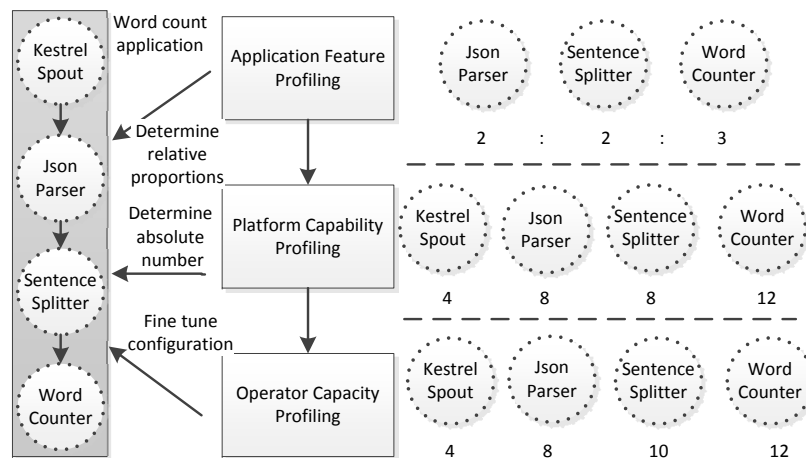 Kestrel
Spout
Json
Parser
Sentence
Splitter
Word
Counter
Word count
application
Determine
relative
proportions
Determine
absolute
number
Fine tune
configuration
Application Feature
Profiling
Platform Capability
Profiling
Operator Capacity
Profiling
Json
Parser
Sentence
Splitter
Word
Counter
2 : 2 : 3
Kestrel
Spout
Json
Parser
Sentence
Splitter
Word
Counter
4 8 8 12
Kestrel
Spout
Json
Parser
Sentence
Splitter
Word
Counter
4 8 10 12